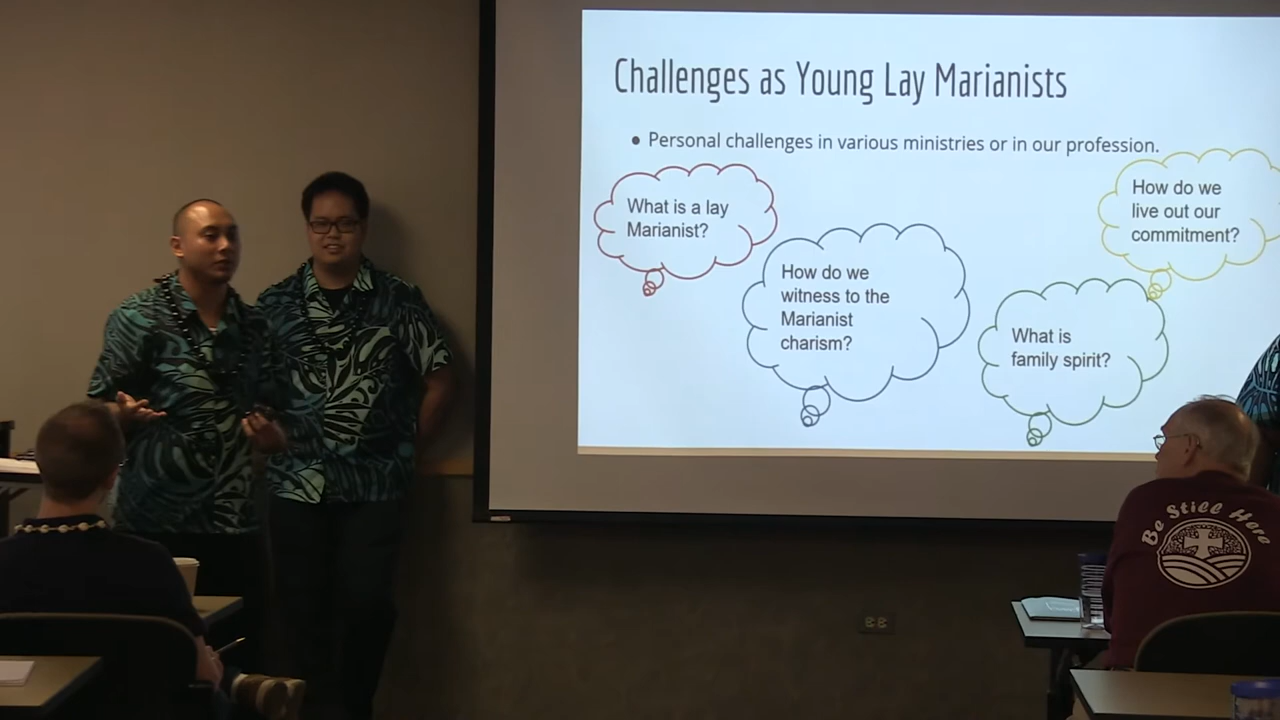 Challenges as Young Lay Marianists
• Personal challenges in various ministries or in our profession.
What is a lay
Marianist?
How do we
witness to the
Marianist
charism?
What is
family spirit?
How do we
live out our
commitment?
Be Still Here